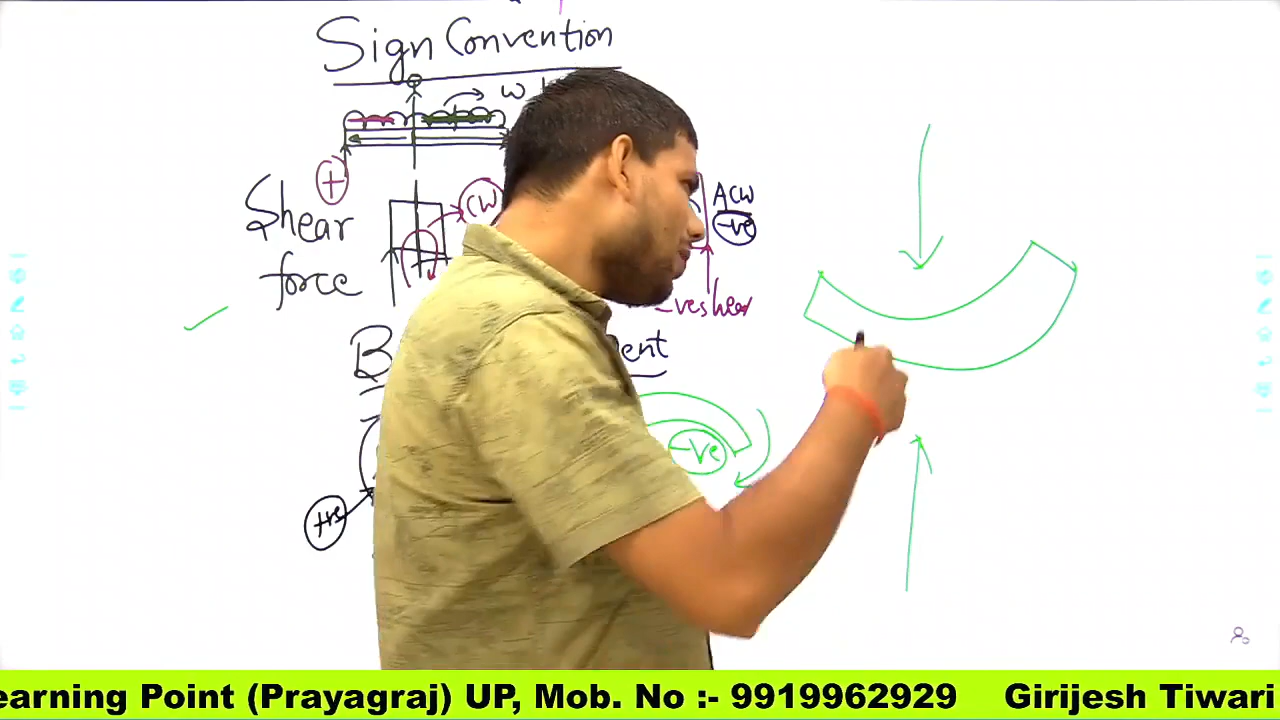 Sign Convention
w
+
Shear
force
CW
ACW
-ve
-ve shear
B ent
-ve
+ve
earning Point (Prayagraj) UP, Mob. No :- 9919962929 Girijesh Tiwari